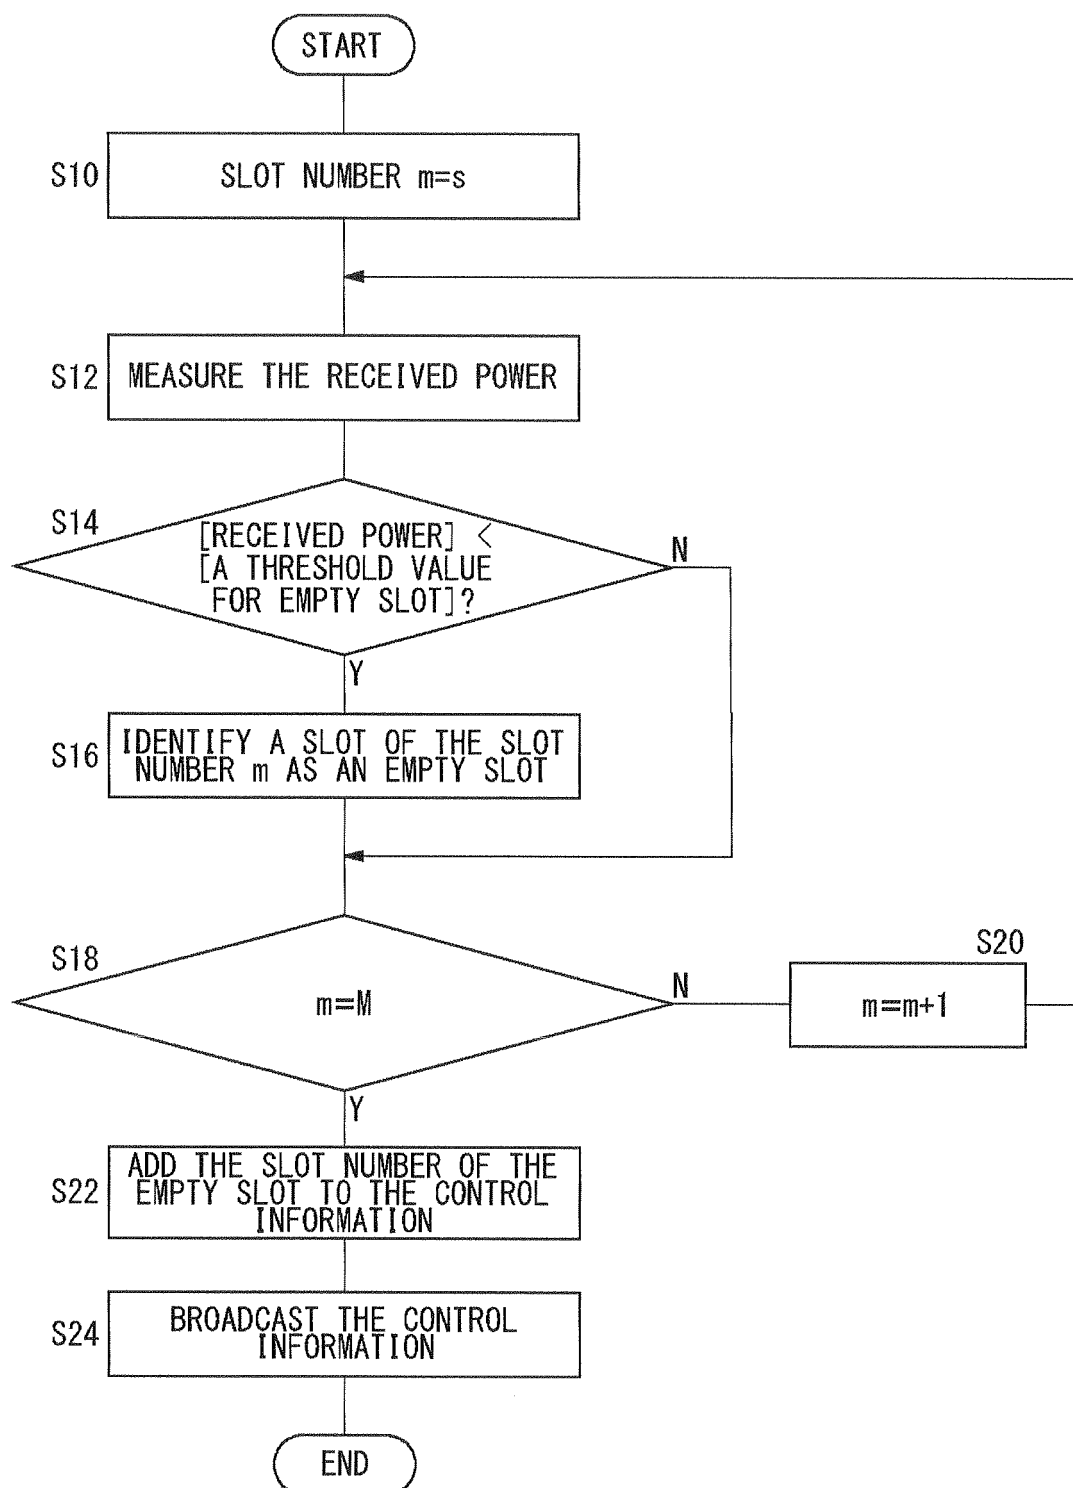 START
S10
SLOT NUMBER m=s
S12
MEASURE THE RECEIVED POWER
S14
[RECEIVED POWER] <
[A THRESHOLD VALUE
FOR EMPTY SLOT]?
N
Y
S16
IDENTIFY A SLOT OF THE SLOT
NUMBER m AS AN EMPTY SLOT
S18
m=M
N
S20
m=m+1
Y
S22
ADD THE SLOT NUMBER OF THE
EMPTY SLOT TO THE CONTROL
INFORMATION
S24
BROADCAST THE CONTROL
INFORMATION
END